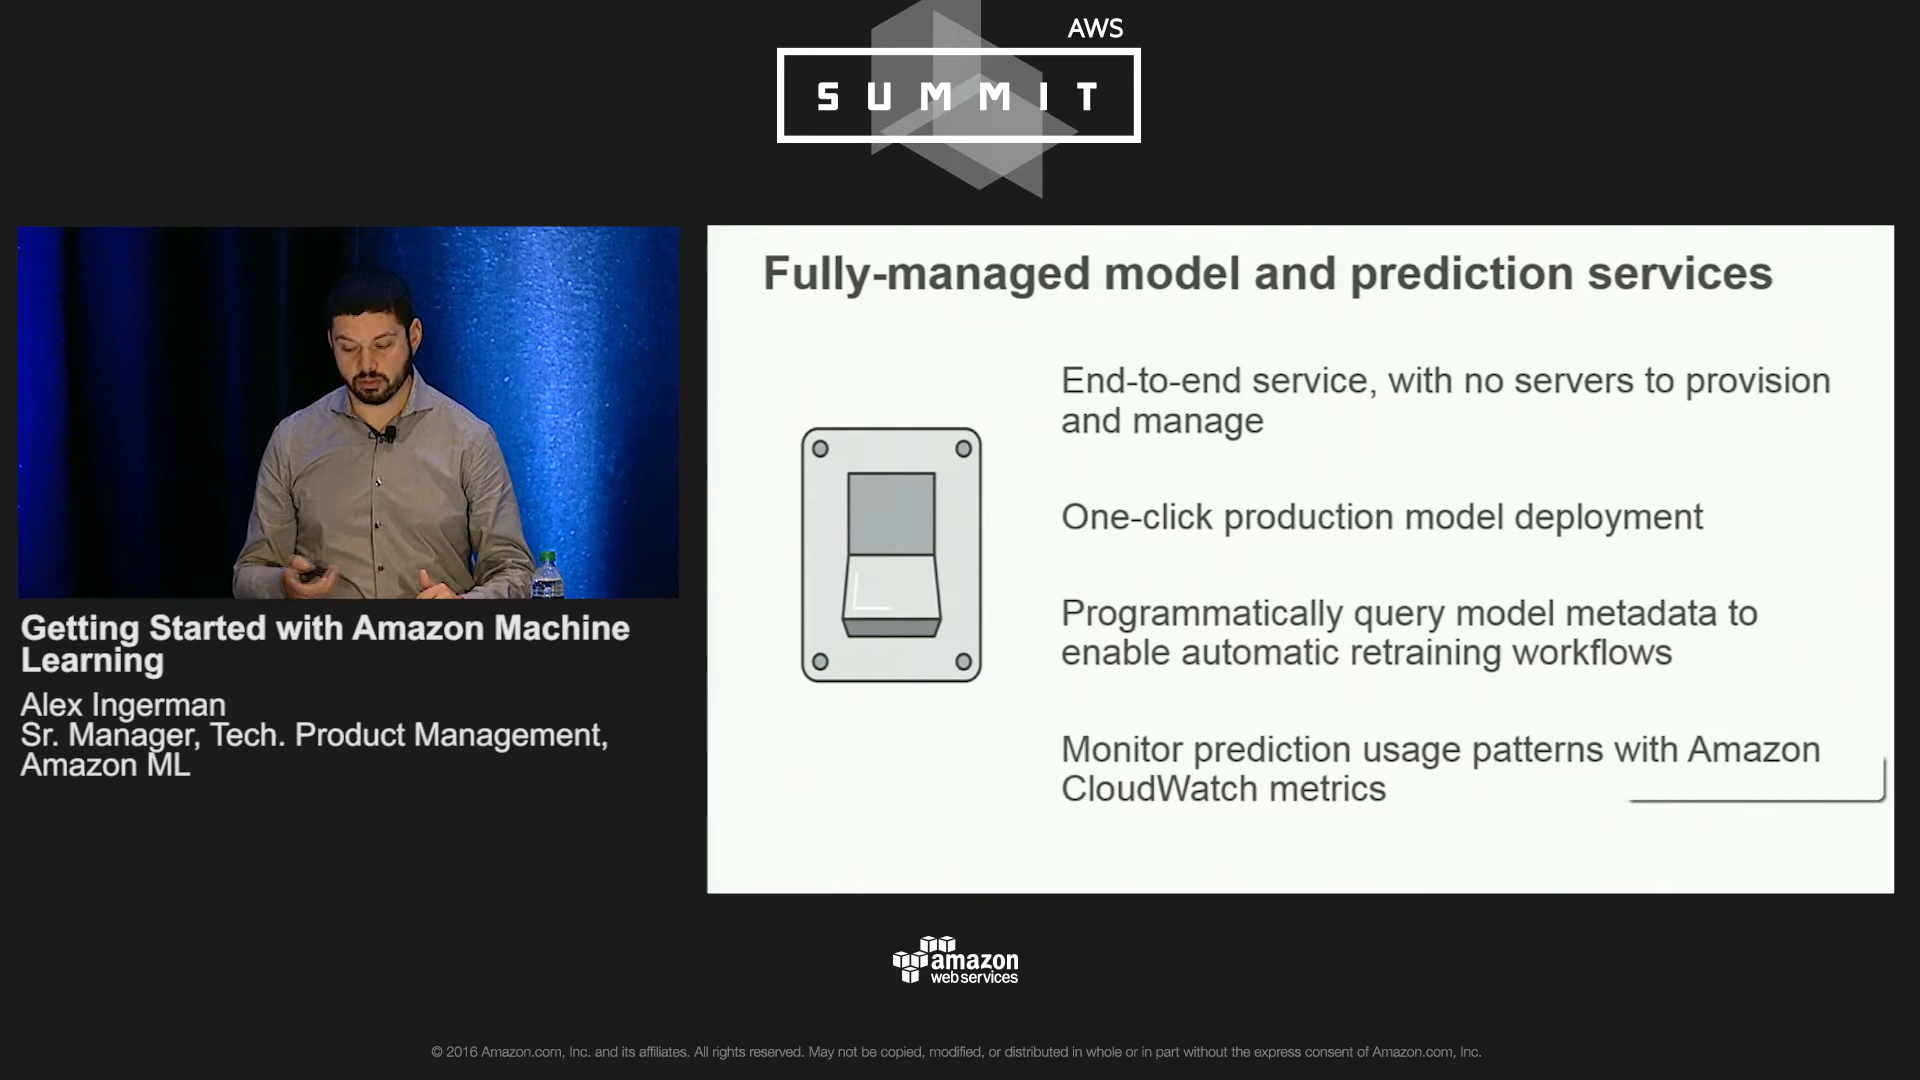 AWS
SUMMIT
Fully-managed model and prediction services
End-to-end service, with no servers to provision
and manage
One-click production model deployment
Programmatically query model metadata to
enable automatic retraining workflows
Monitor prediction usage patterns with Amazon
CloudWatch metrics
Getting Started with Amazon Machine
Learning
Alex Ingerman
Sr. Manager, Tech. Product Management,
Amazon ML
amazon
webservices
© 2016 Amazon.com, Inc. and its affiliates. All rights reserved. May not be copied, modified, or distributed in whole or in part without the express consent of Amazon.com, Inc.